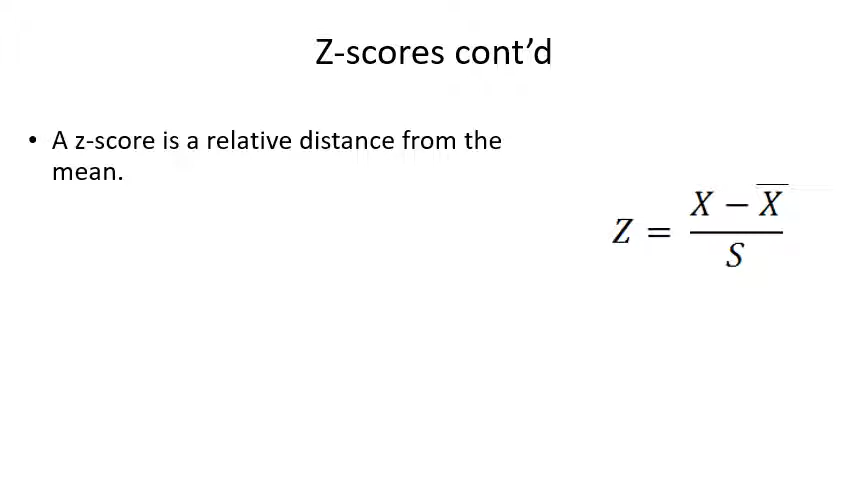 Z-scores cont’d
• A z-score is a relative distance from the
mean.
Z = (X − X̅) / S